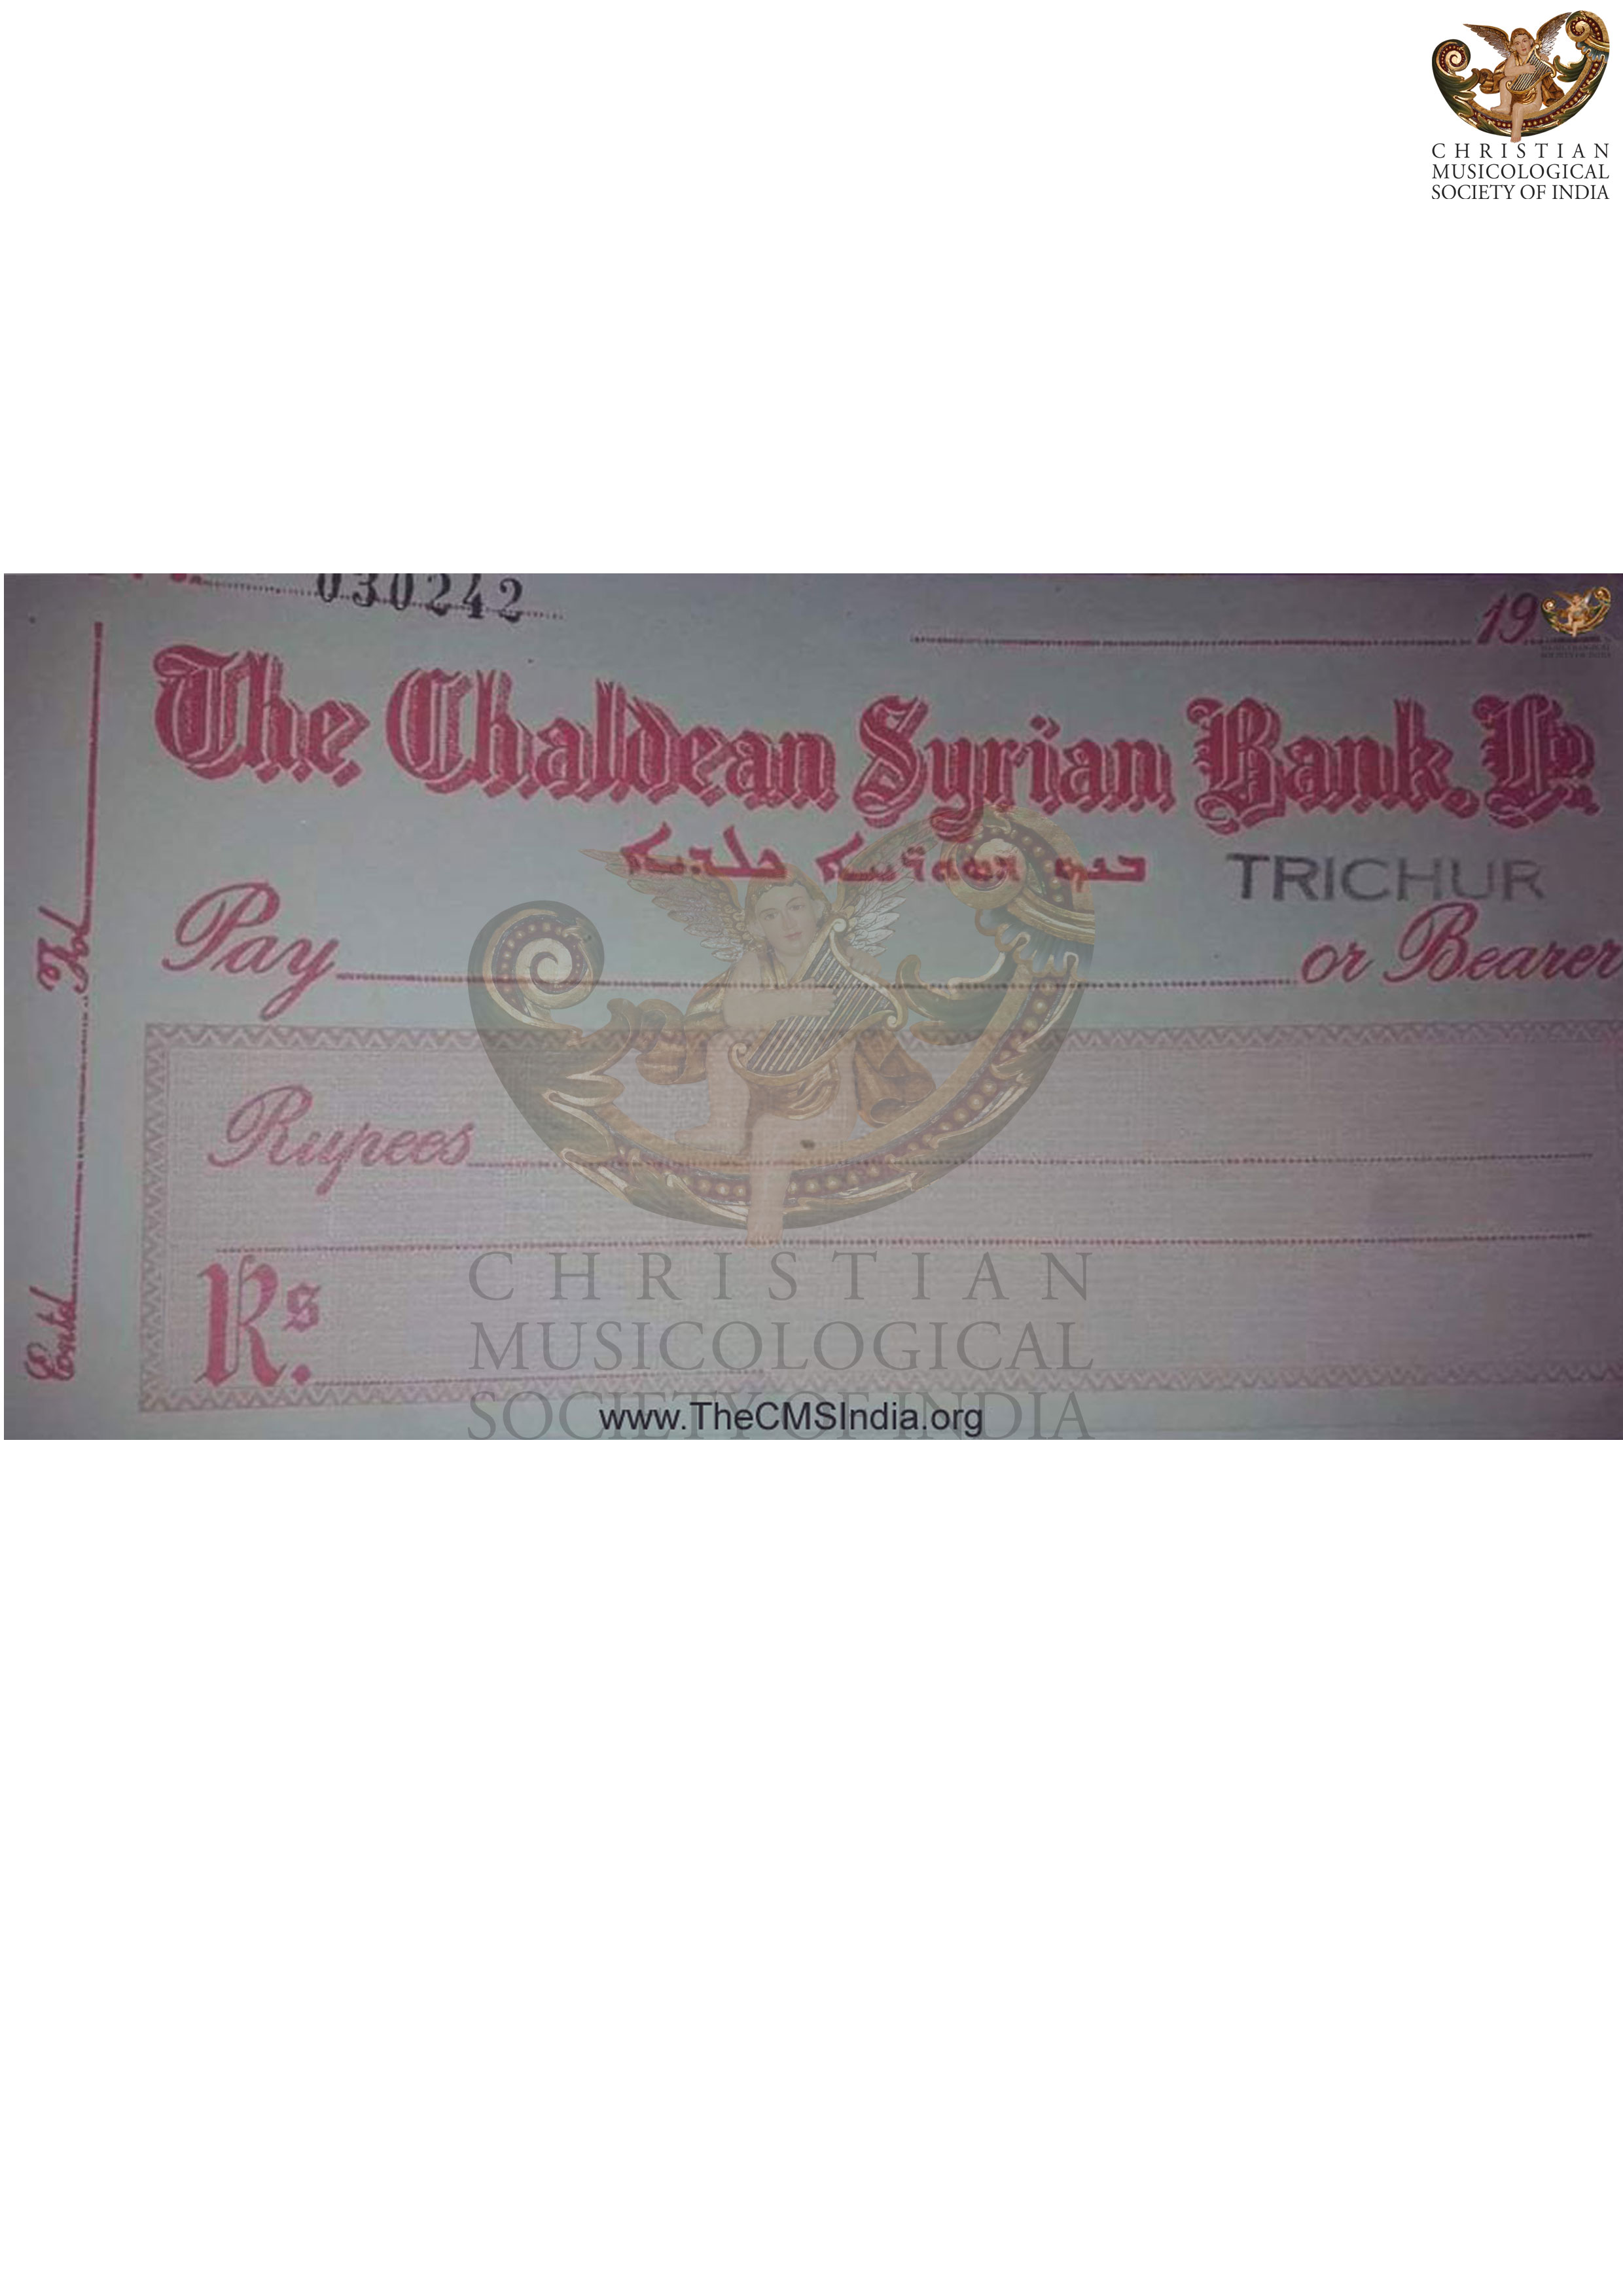 CHRISTIAN
MUSICOLOGICAL
SOCIETY OF INDIA
030242
19
The Chaldean Syrian Bank, Ld.
TRICHUR
Pay or Bearer
Rupees
Rs.
Entd. Fol.
CHRISTIAN
MUSICOLOGICAL
SOCIETY OF INDIA
www.TheCMSIndia.org